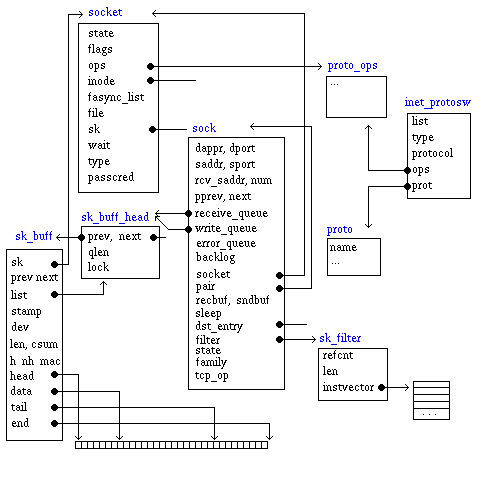 socket
state
flags
ops
inode
fasync_list
file
sk
wait
type
passcred
proto_ops
...
inet_protosw
list
type
protocol
ops
prot
proto
name
...
sock
dappr, dport
saddr, sport
rcv_saddr, num
pprev, next
receive_queue
write_queue
error_queue
backlog
socket
pair
recbuf, sndbuf
sleep
dst_entry
filter
state
family
tcp_op
sk_buff_head
prev, next
qlen
lock
sk_buff
sk
prev next
list
stamp
dev
len, csum
h nh mac
head
data
tail
end
sk_filter
refcnt
len
instvector
...